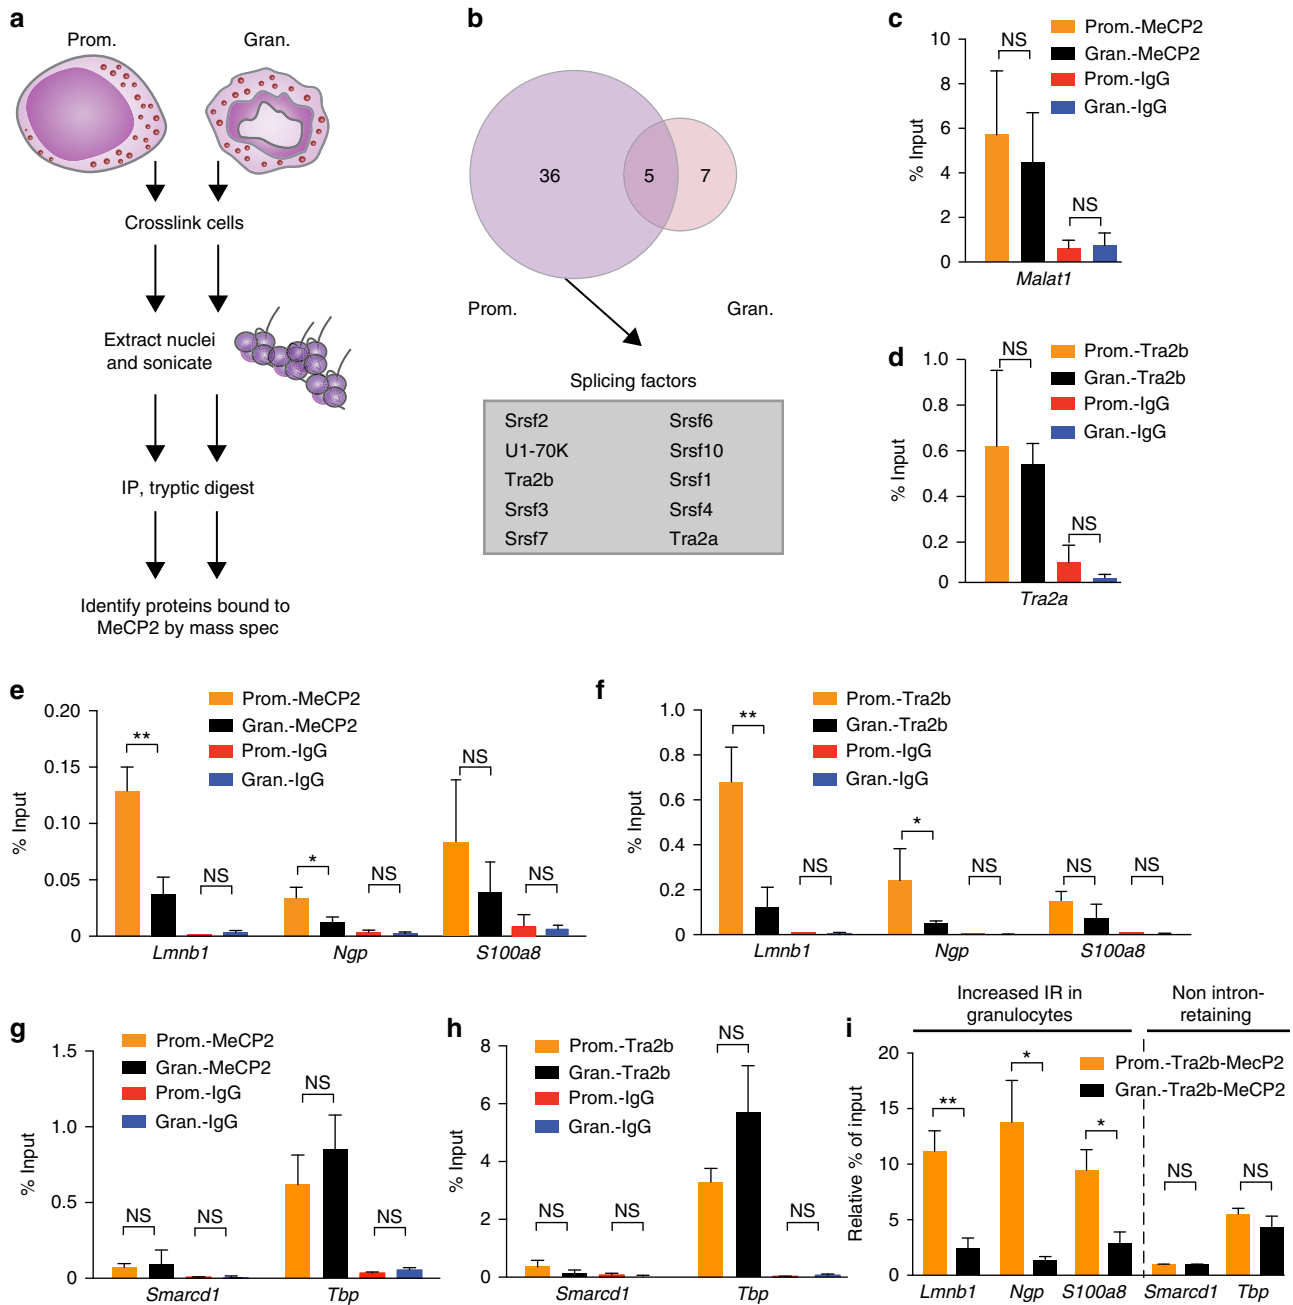 a
Prom.
Gran.
Crosslink cells
Extract nuclei
and sonicate
IP, tryptic digest
Identify proteins bound to
MeCP2 by mass spec
b
36
5
7
Prom.
Gran.
Splicing factors
Srsf2
Srsf6
U1-70K
Srsf10
Tra2b
Srsf1
Srsf3
Srsf4
Srsf7
Tra2a
c
Prom.-MeCP2
Gran.-MeCP2
Prom.-IgG
Gran.-IgG
% Input
10
8
6
4
2
0
NS
NS
Malat1
d
Prom.-Tra2b
Gran.-Tra2b
Prom.-IgG
Gran.-IgG
% Input
1.0
0.8
0.6
0.4
0.2
0
NS
NS
Tra2a
e
Prom.-MeCP2
Gran.-MeCP2
Prom.-IgG
Gran.-IgG
% Input
0.20
0.15
0.10
0.05
0
**
NS
*
NS
NS
NS
Lmnb1
Ngp
S100a8
f
Prom.-Tra2b
Gran.-Tra2b
Prom.-IgG
Gran.-IgG
% Input
1.0
0.8
0.6
0.4
0.2
0
**
NS
*
NS
NS
NS
Lmnb1
Ngp
S100a8
g
Prom.-MeCP2
Gran.-MeCP2
Prom.-IgG
Gran.-IgG
% Input
1.5
1.0
0.5
0
NS
NS
NS
NS
Smarcd1
Tbp
h
Prom.-Tra2b
Gran.-Tra2b
Prom.-IgG
Gran.-IgG
% Input
8
6
4
2
0
NS
NS
NS
NS
Smarcd1
Tbp
i
Increased IR in
granulocytes
Non intron-
retaining
Prom.-Tra2b-MecP2
Gran.-Tra2b-MeCP2
Relative % of input
20
15
10
5
0
**
*
*
NS
NS
Lmnb1
Ngp
S100a8
Smarcd1
Tbp